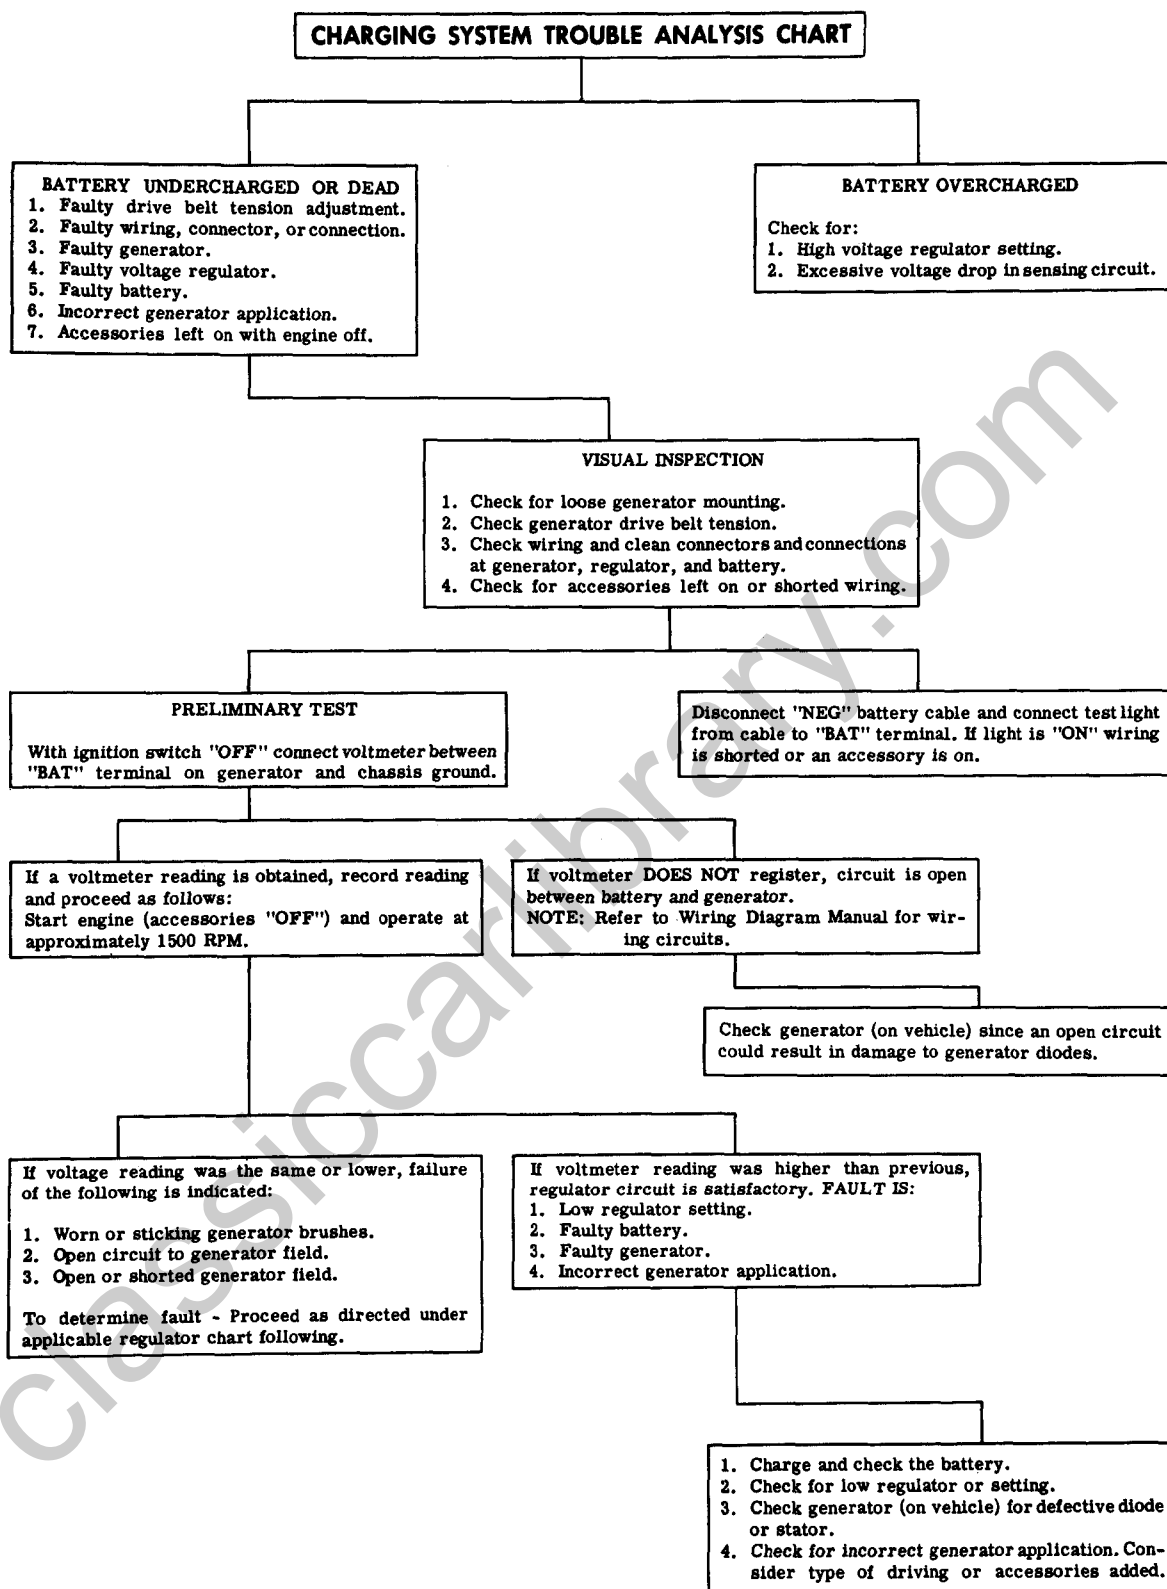 CHARGING SYSTEM TROUBLE ANALYSIS CHART
BATTERY UNDERCHARGED OR DEAD
1. Faulty drive belt tension adjustment.
2. Faulty wiring, connector, or connection.
3. Faulty generator.
4. Faulty voltage regulator.
5. Faulty battery.
6. Incorrect generator application.
7. Accessories left on with engine off.
BATTERY OVERCHARGED
Check for:
1. High voltage regulator setting.
2. Excessive voltage drop in sensing circuit.
VISUAL INSPECTION
1. Check for loose generator mounting.
2. Check generator drive belt tension.
3. Check wiring and clean connectors and connections
at generator, regulator, and battery.
4. Check for accessories left on or shorted wiring.
PRELIMINARY TEST
With ignition switch "OFF" connect voltmeter between
"BAT" terminal on generator and chassis ground.
Disconnect "NEG" battery cable and connect test light
from cable to "BAT" terminal. If light is "ON" wiring
is shorted or an accessory is on.
If a voltmeter reading is obtained, record reading
and proceed as follows:
Start engine (accessories "OFF") and operate at
approximately 1500 RPM.
If voltmeter DOES NOT register, circuit is open
between battery and generator.
NOTE: Refer to Wiring Diagram Manual for wir-
ing circuits.
Check generator (on vehicle) since an open circuit
could result in damage to generator diodes.
If voltage reading was the same or lower, failure
of the following is indicated:
1. Worn or sticking generator brushes.
2. Open circuit to generator field.
3. Open or shorted generator field.
To determine fault - Proceed as directed under
applicable regulator chart following.
If voltmeter reading was higher than previous,
regulator circuit is satisfactory. FAULT IS:
1. Low regulator setting.
2. Faulty battery.
3. Faulty generator.
4. Incorrect generator application.
1. Charge and check the battery.
2. Check for low regulator or setting.
3. Check generator (on vehicle) for defective diode
or stator.
4. Check for incorrect generator application. Con-
sider type of driving or accessories added.
classiccarlibrary.com